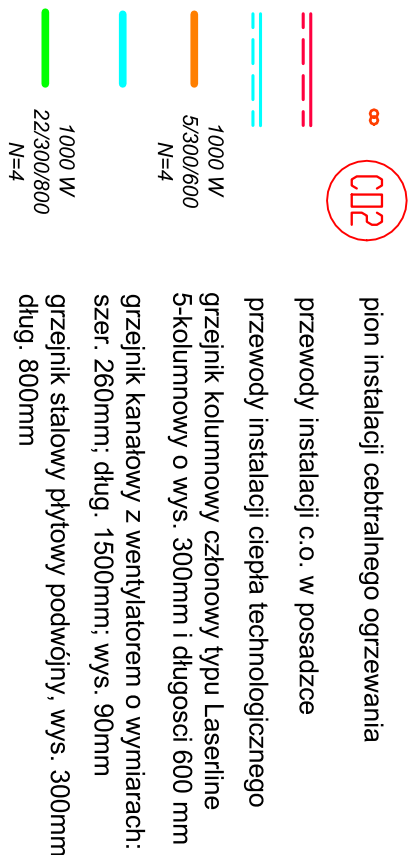 CO2
pion instalacji cebtralnego ogrzewania
przewody instalacji c.o. w posadzce
przewody instalacji ciepła technologicznego
1000 W
5/300/600
N=4
grzejnik kolumnowy członowy typu Laserline
5-kolumnowy o wys. 300mm i długosci 600 mm
grzejnik kanałowy z wentylatorem o wymiarach:
szer. 260mm; dług. 1500mm; wys. 90mm
1000 W
22/300/800
N=4
grzejnik stalowy płytowy podwójny, wys. 300mm
dług. 800mm